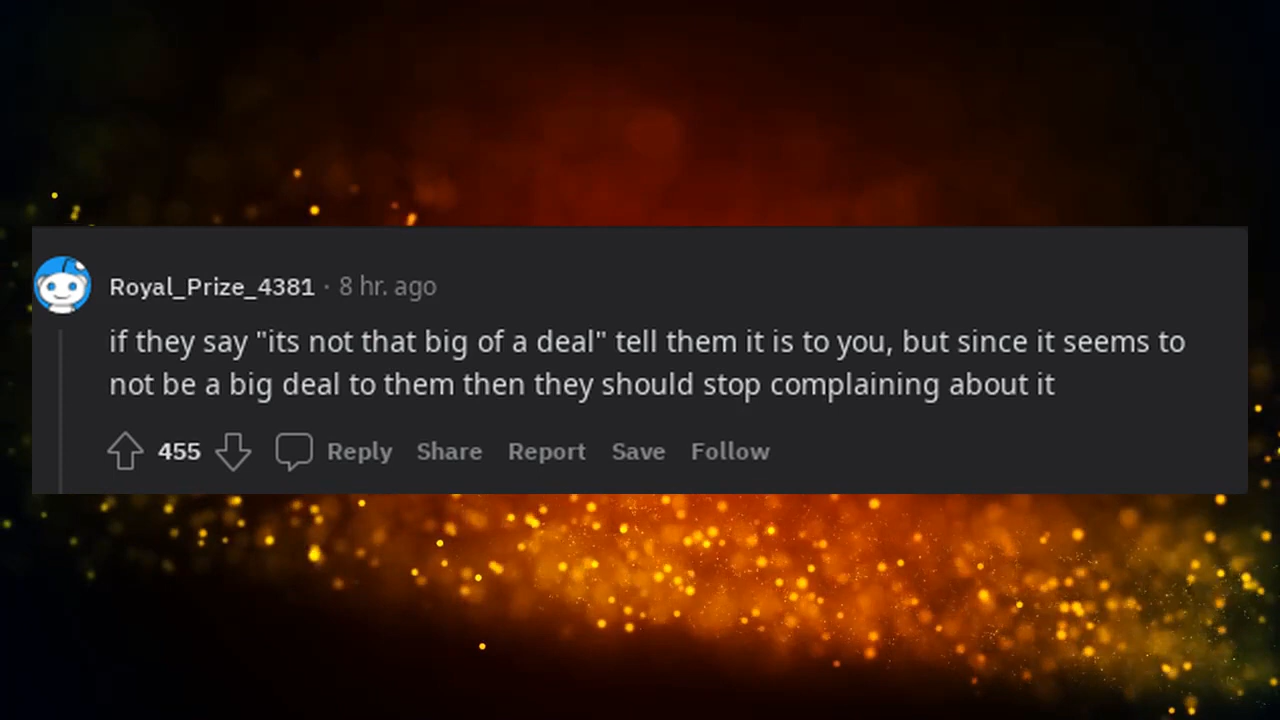 Royal_Prize_4381 · 8 hr. ago
if they say "its not that big of a deal" tell them it is to you, but since it seems to
not be a big deal to them then they should stop complaining about it
455 Reply Share Report Save Follow